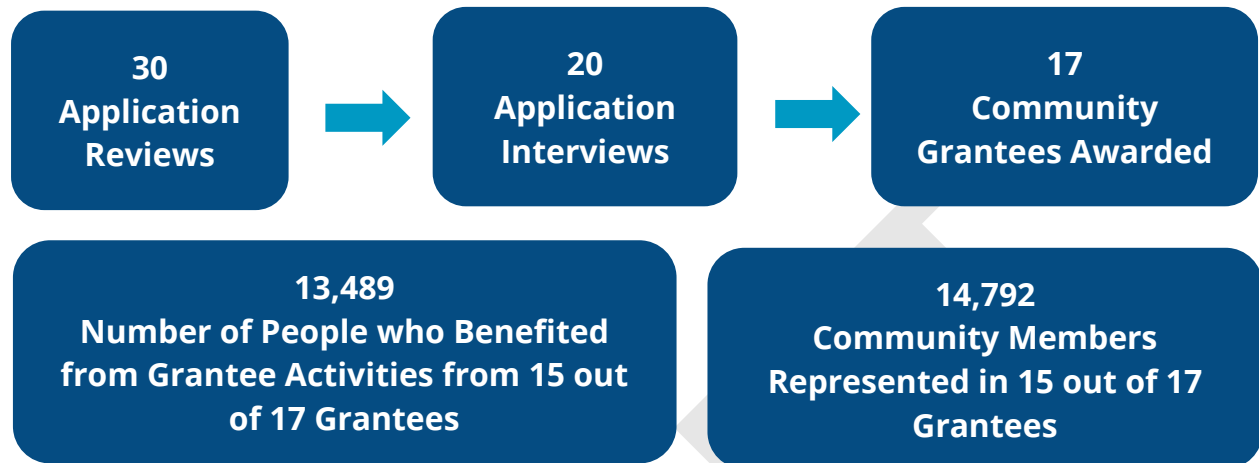 30
Application
Reviews
20
Application
Interviews
17
Community
Grantees Awarded
13,489
Number of People who Benefited
from Grantee Activities from 15 out
of 17 Grantees
14,792
Community Members
Represented in 15 out of 17
Grantees